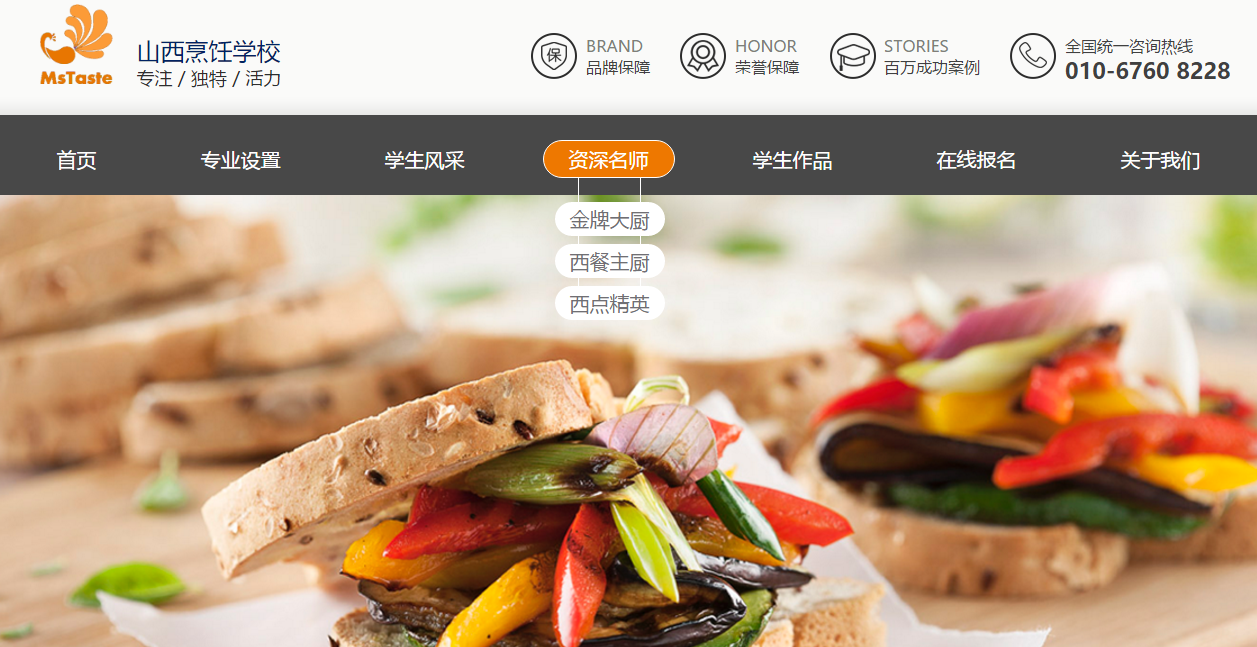 MsTaste
山西烹饪学校
专注 / 独特 / 活力
保
BRAND
品牌保障
HONOR
荣誉保障
STORIES
百万成功案例
全国统一咨询热线
010-6760 8228
首页
专业设置
学生风采
资深名师
学生作品
在线报名
关于我们
金牌大厨
西餐主厨
西点精英